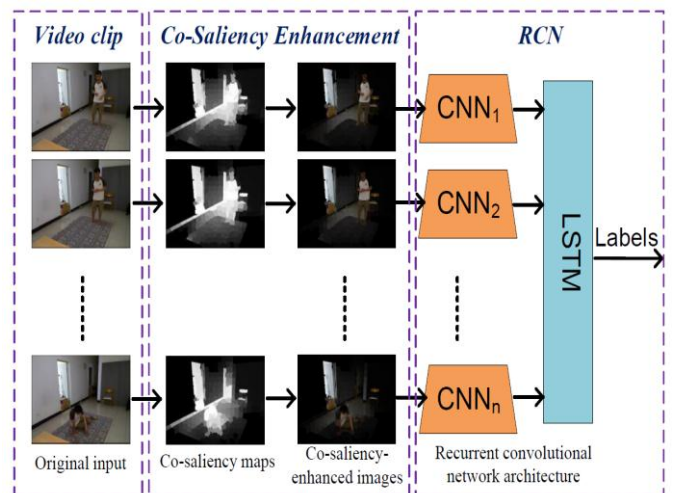 Video clip
Co-Saliency Enhancement
RCN
CNN1
CNN2
LSTM
Labels
CNNn
Original input
Co-saliency maps
Co-saliency-
enhanced images
Recurrent convolutional
network architecture